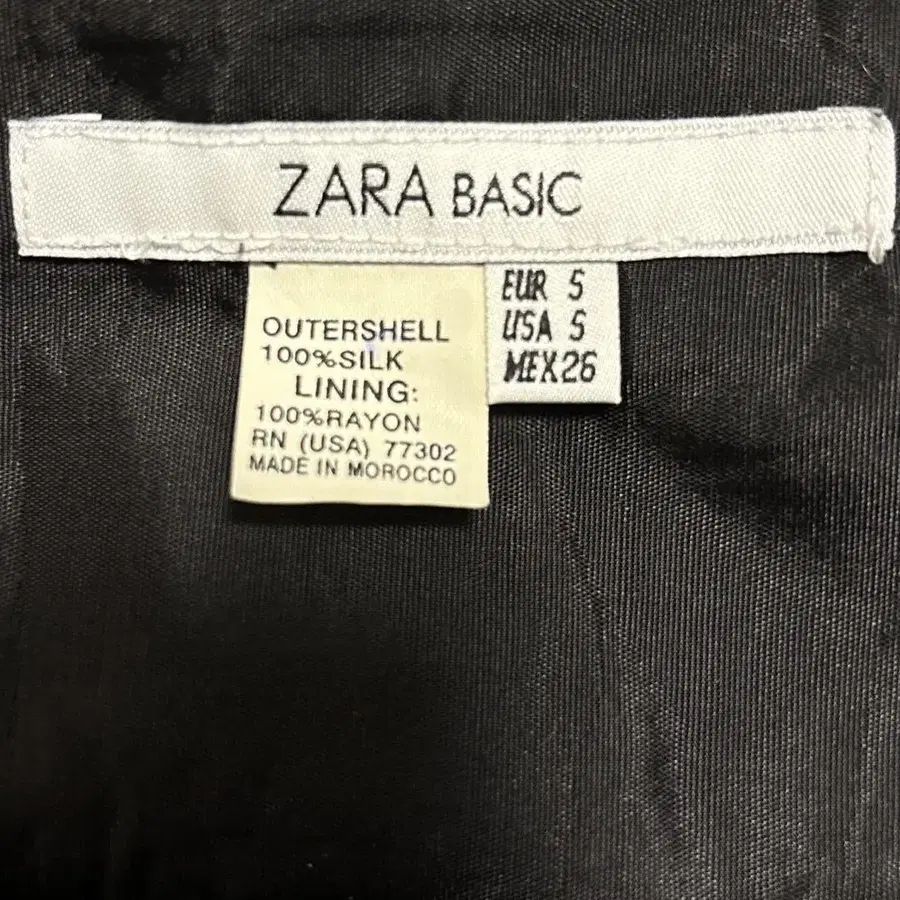 ZARA BASIC
OUTERSHELL
100%SILK
LINING:
100%RAYON
RN (USA) 77302
MADE IN MOROCCO
EUR S
USA S
MEX26